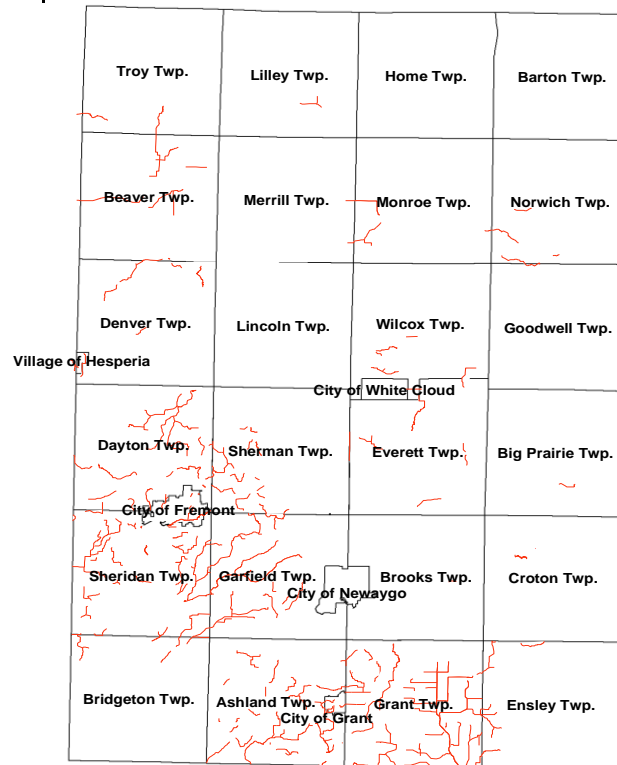 Troy Twp.
Lilley Twp.
Home Twp.
Barton Twp.
Beaver Twp.
Merrill Twp.
Monroe Twp.
Norwich Twp.
Denver Twp.
Lincoln Twp.
Wilcox Twp.
Goodwell Twp.
Village of Hesperia
City of White Cloud
Dayton Twp.
Sherman Twp.
Everett Twp.
Big Prairie Twp.
City of Fremont
Sheridan Twp.
Garfield Twp.
Brooks Twp.
Croton Twp.
City of Newaygo
Bridgeton Twp.
Ashland Twp.
Grant Twp.
Ensley Twp.
City of Grant